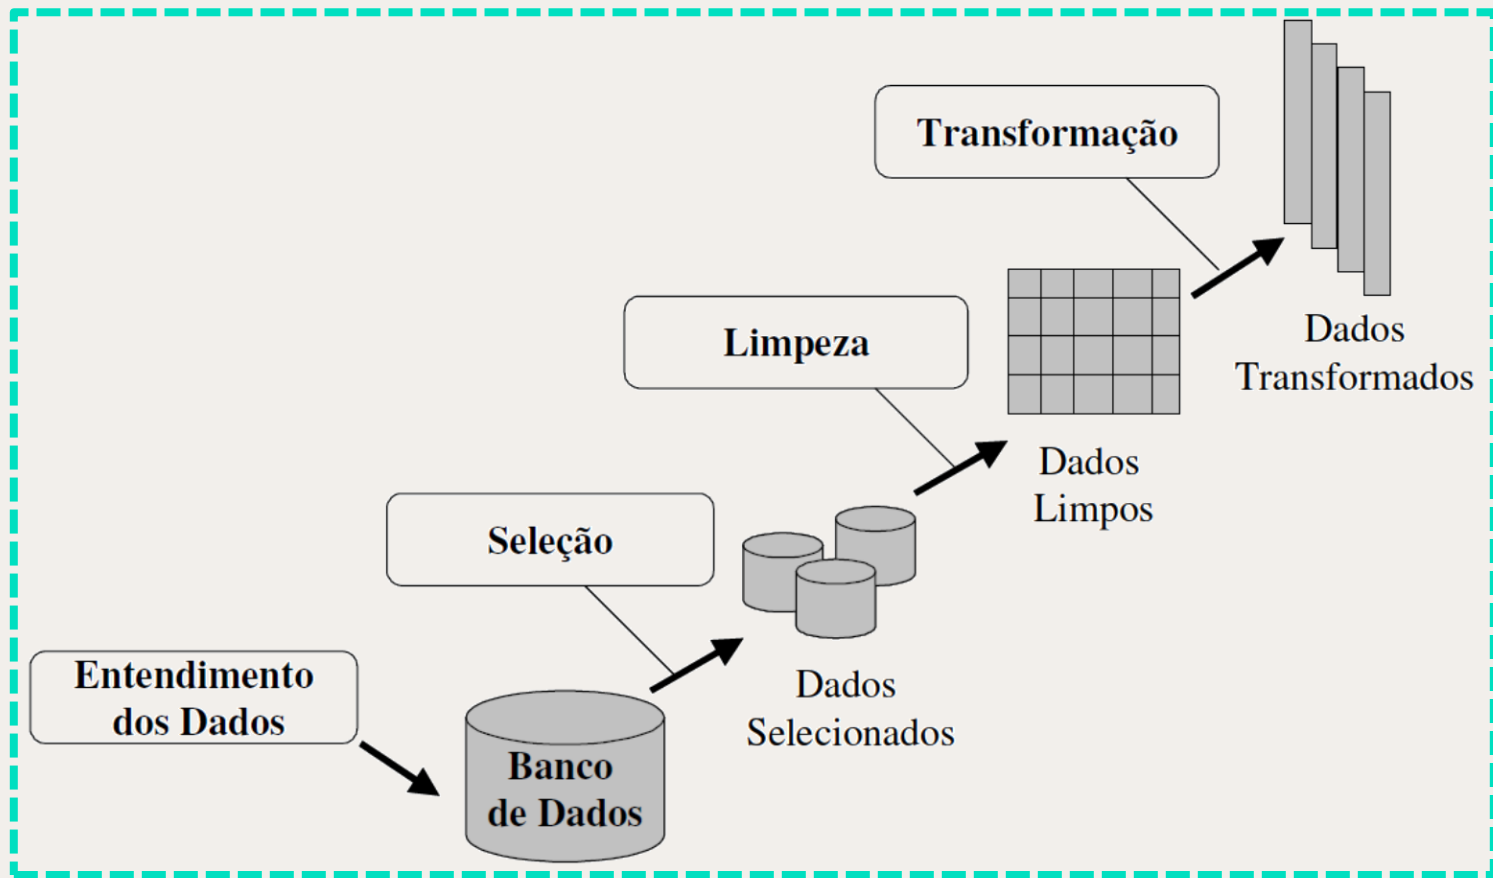 Transformação
Dados
Transformados
Limpeza
Dados
Limpos
Seleção
Dados
Selecionados
Entendimento
dos Dados
Banco
de Dados